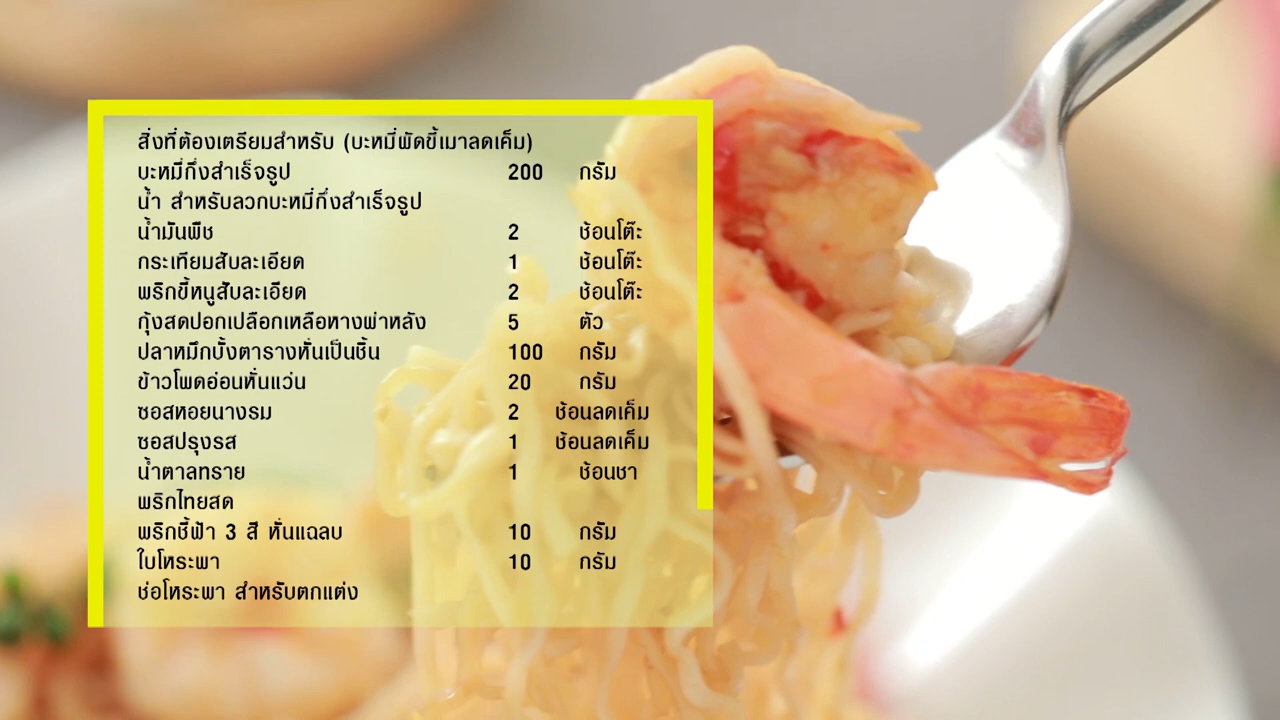 สิ่งที่ต้องเตรียมสำหรับ (บะหมี่ผัดขี้เมาลดเค็ม)
บะหมี่กึ่งสำเร็จรูป 200 กรัม
น้ำ สำหรับลวกบะหมี่กึ่งสำเร็จรูป
น้ำมันพืช 2 ช้อนโต๊ะ
กระเทียมสับละเอียด 1 ช้อนโต๊ะ
พริกขี้หนูสับละเอียด 2 ช้อนโต๊ะ
กุ้งสดปอกเปลือกเหลือหางผ่าหลัง 5 ตัว
ปลาหมึกบั้งตารางหั่นเป็นชิ้น 100 กรัม
ข้าวโพดอ่อนหั่นแว่น 20 กรัม
ซอสหอยนางรม 2 ช้อนลดเค็ม
ซอสปรุงรส 1 ช้อนลดเค็ม
น้ำตาลทราย 1 ช้อนชา
พริกไทยสด
พริกชี้ฟ้า 3 สี หั่นแฉลบ 10 กรัม
ใบโหระพา 10 กรัม
ช่อโหระพา สำหรับตกแต่ง